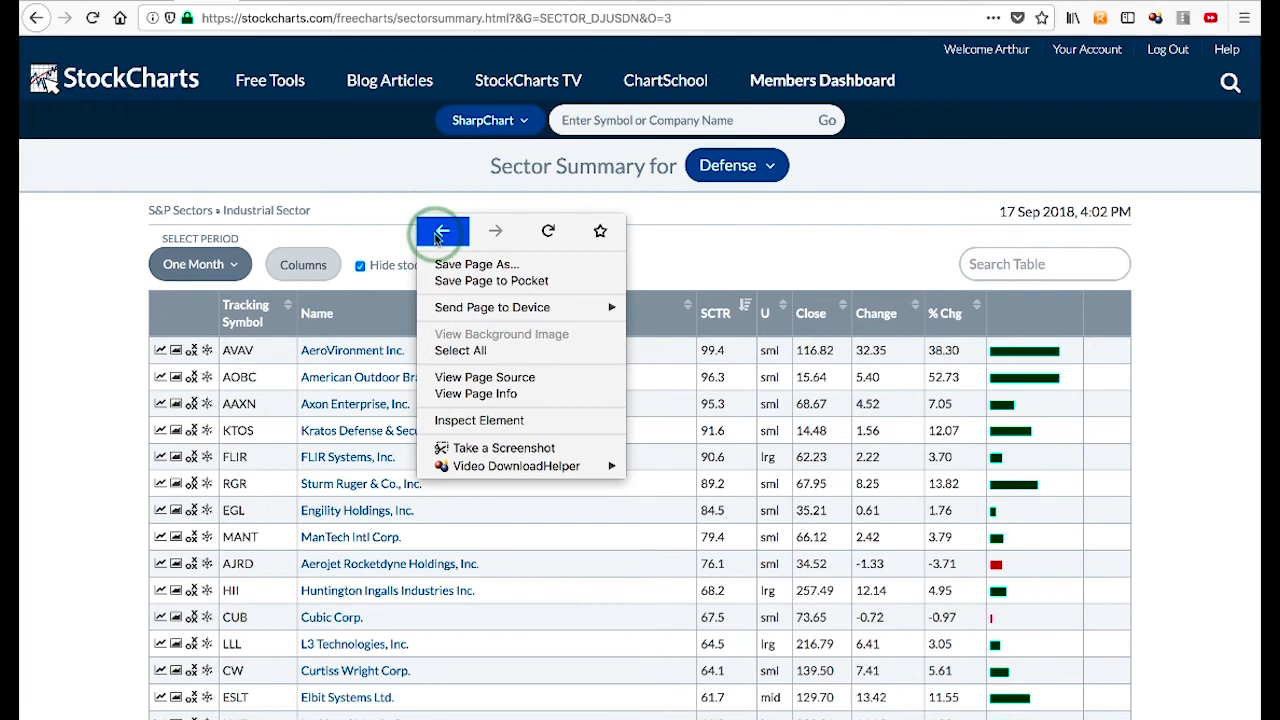 https://stockcharts.com/freecharts/sectorsummary.html?&G=SECTOR_DJUSDN&O=3
Welcome Arthur Your Account Log Out Help
StockCharts Free Tools Blog Articles StockCharts TV ChartSchool Members Dashboard
SharpChart Enter Symbol or Company Name Go
Sector Summary for Defense
S&P Sectors » Industrial Sector 17 Sep 2018, 4:02 PM
SELECT PERIOD
One Month Columns Hide Search Table
Save Page As...
Save Page to Pocket
Send Page to Device
View Background Image
Select All
View Page Source
View Page Info
Inspect Element
Take a Screenshot
Video DownloadHelper
Tracking Symbol Name SCTR U Close Change % Chg
AVAV AeroVironment Inc. 99.4 sml 116.82 32.35 38.30
AOBC American Outdoor 96.3 sml 15.64 5.40 52.73
AAXN Axon Enterprise, Inc. 95.3 sml 68.67 4.52 7.05
KTOS Kratos Defense & 91.6 sml 14.48 1.56 12.07
FLIR FLIR Systems, Inc. 90.6 lrg 62.23 2.22 3.70
RGR Sturm Ruger & Co., Inc. 89.2 sml 67.95 8.25 13.82
EGL Engility Holdings, Inc. 84.5 sml 35.21 0.61 1.76
MANT ManTech Intl Corp. 79.4 sml 66.12 2.42 3.79
AJRD Aerojet Rocketdyne Holdings, Inc. 76.1 sml 34.52 -1.33 -3.71
HII Huntington Ingalls Industries Inc. 68.2 lrg 257.49 12.14 4.95
CUB Cubic Corp. 67.5 sml 73.65 -0.72 -0.97
LLL L3 Technologies, Inc. 64.5 lrg 216.79 6.41 3.05
CW Curtiss Wright Corp. 64.1 sml 139.50 7.41 5.61
ESLT Elbit Systems Ltd. 61.7 mid 129.70 13.42 11.55